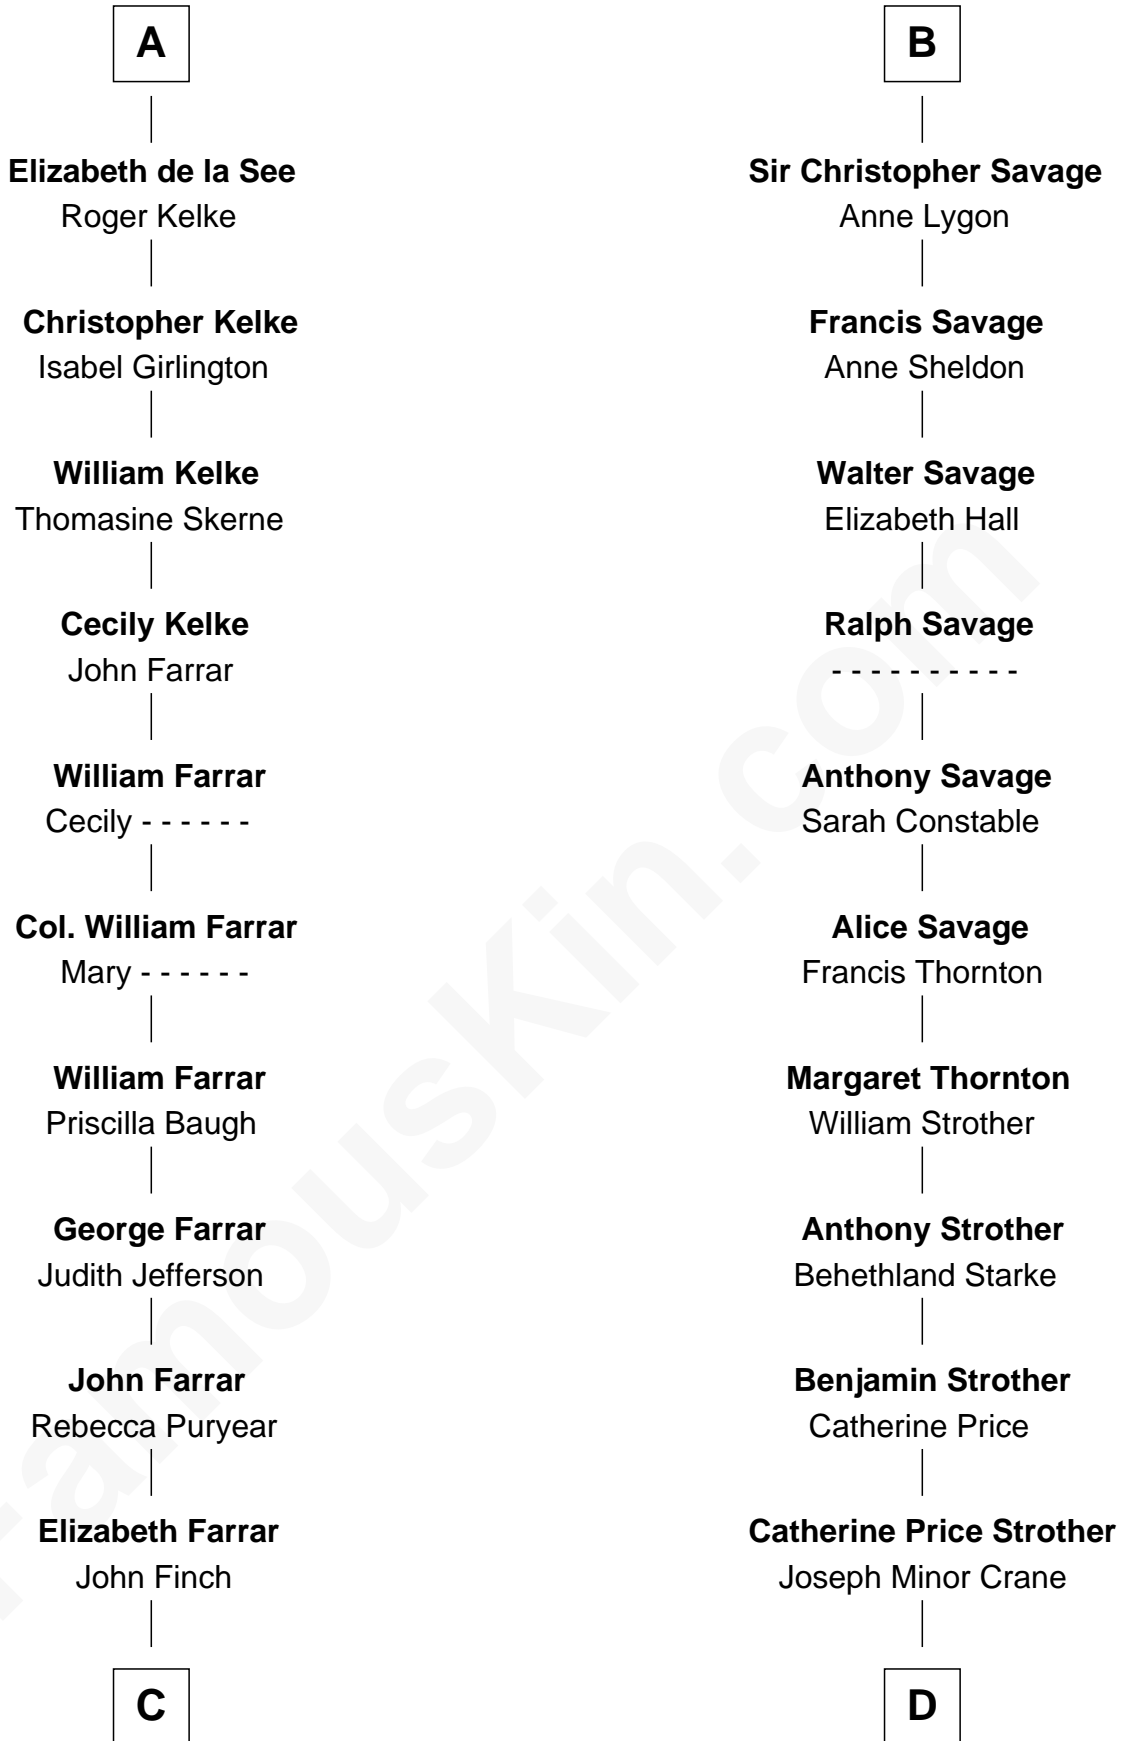 A
Elizabeth de la See
Roger Kelke
Christopher Kelke
Isabel Girlington
William Kelke
Thomasine Skerne
Cecily Kelke
John Farrar
William Farrar
Cecily - - - - - -
Col. William Farrar
Mary - - - - - -
William Farrar
Priscilla Baugh
George Farrar
Judith Jefferson
John Farrar
Rebecca Puryear
Elizabeth Farrar
John Finch
C
B
Sir Christopher Savage
Anne Lygon
Francis Savage
Anne Sheldon
Walter Savage
Elizabeth Hall
Ralph Savage
- - - - - - - - - -
Anthony Savage
Sarah Constable
Alice Savage
Francis Thornton
Margaret Thornton
William Strother
Anthony Strother
Behethland Starke
Benjamin Strother
Catherine Price
Catherine Price Strother
Joseph Minor Crane
D
FamousKin.com